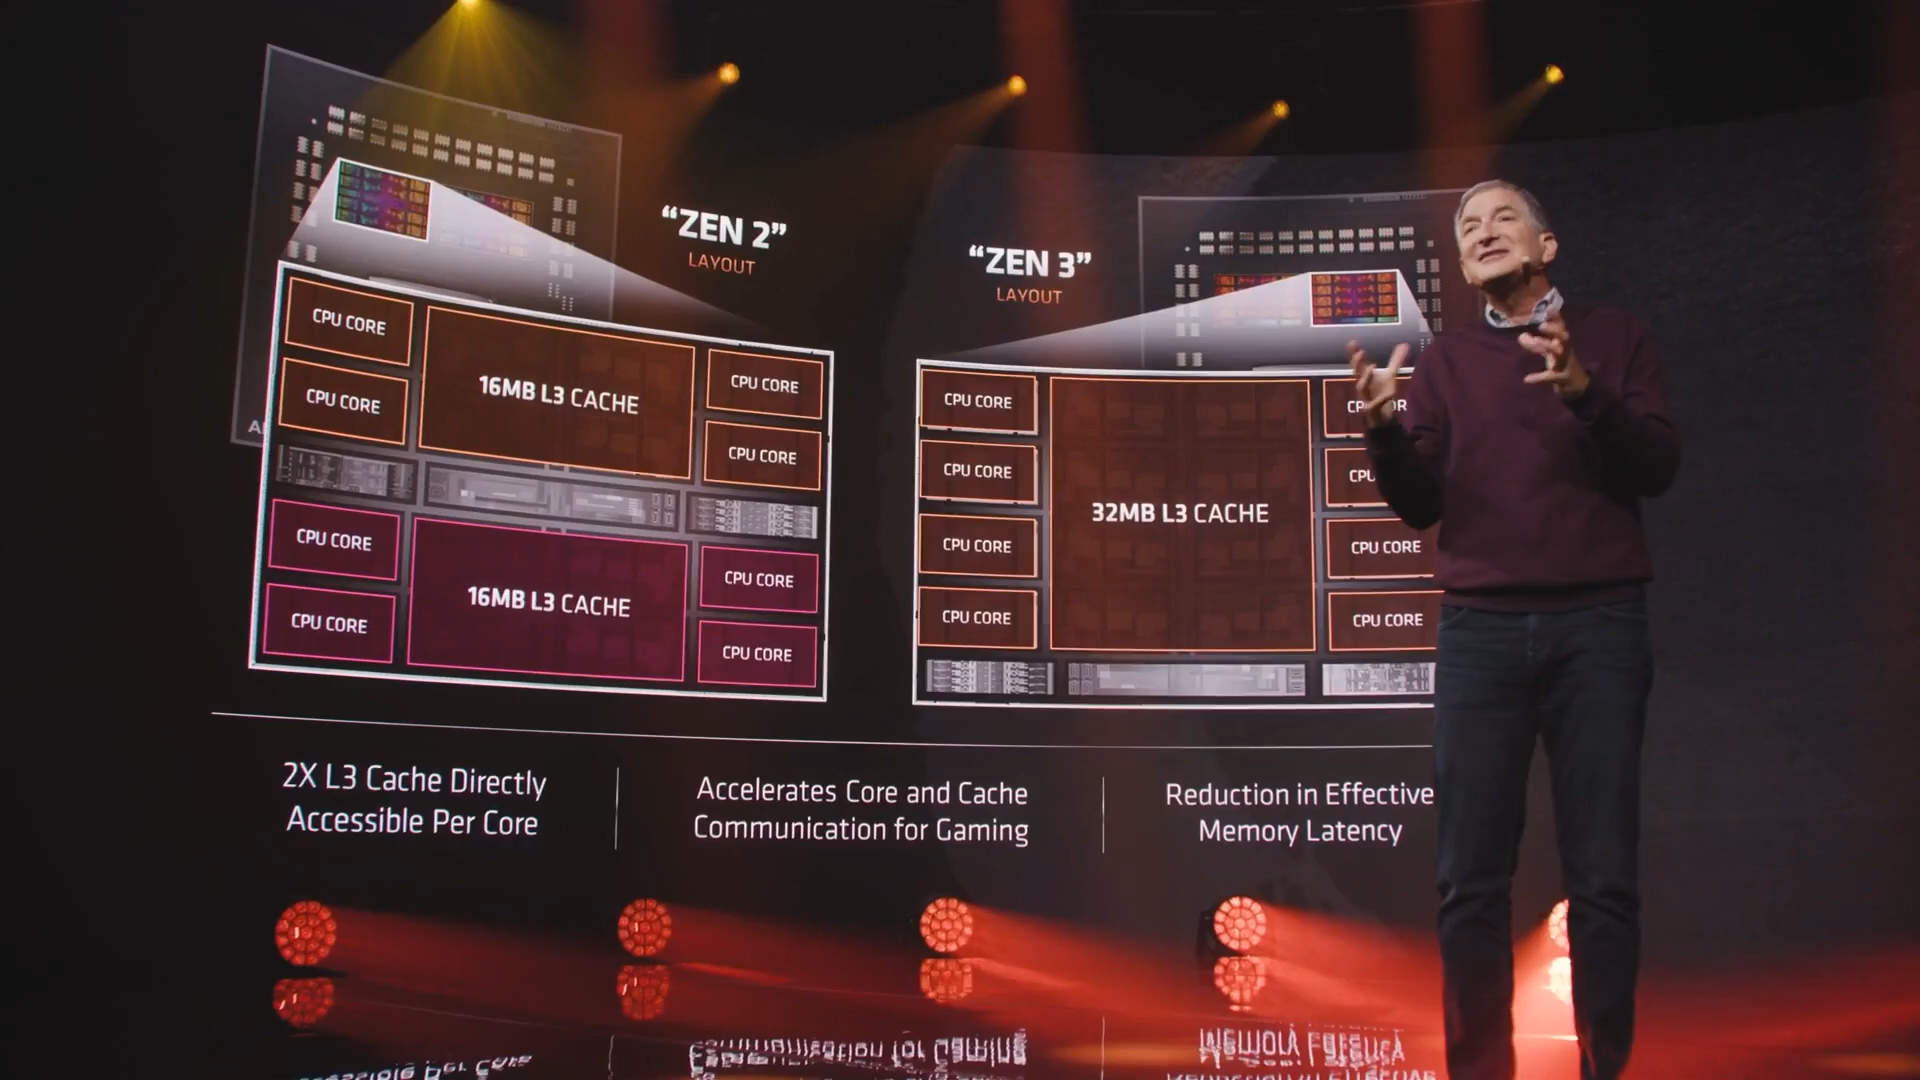 “ZEN 2”
LAYOUT
CPU CORE
CPU CORE
16MB L3 CACHE
CPU CORE
CPU CORE
CPU CORE
CPU CORE
16MB L3 CACHE
CPU CORE
CPU CORE
“ZEN 3”
LAYOUT
CPU CORE
CPU CORE
CPU CORE
CPU CORE
32MB L3 CACHE
CPU CORE
CPU CORE
2X L3 Cache Directly
Accessible Per Core
Accelerates Core and Cache
Communication for Gaming
Reduction in Effective
Memory Latency